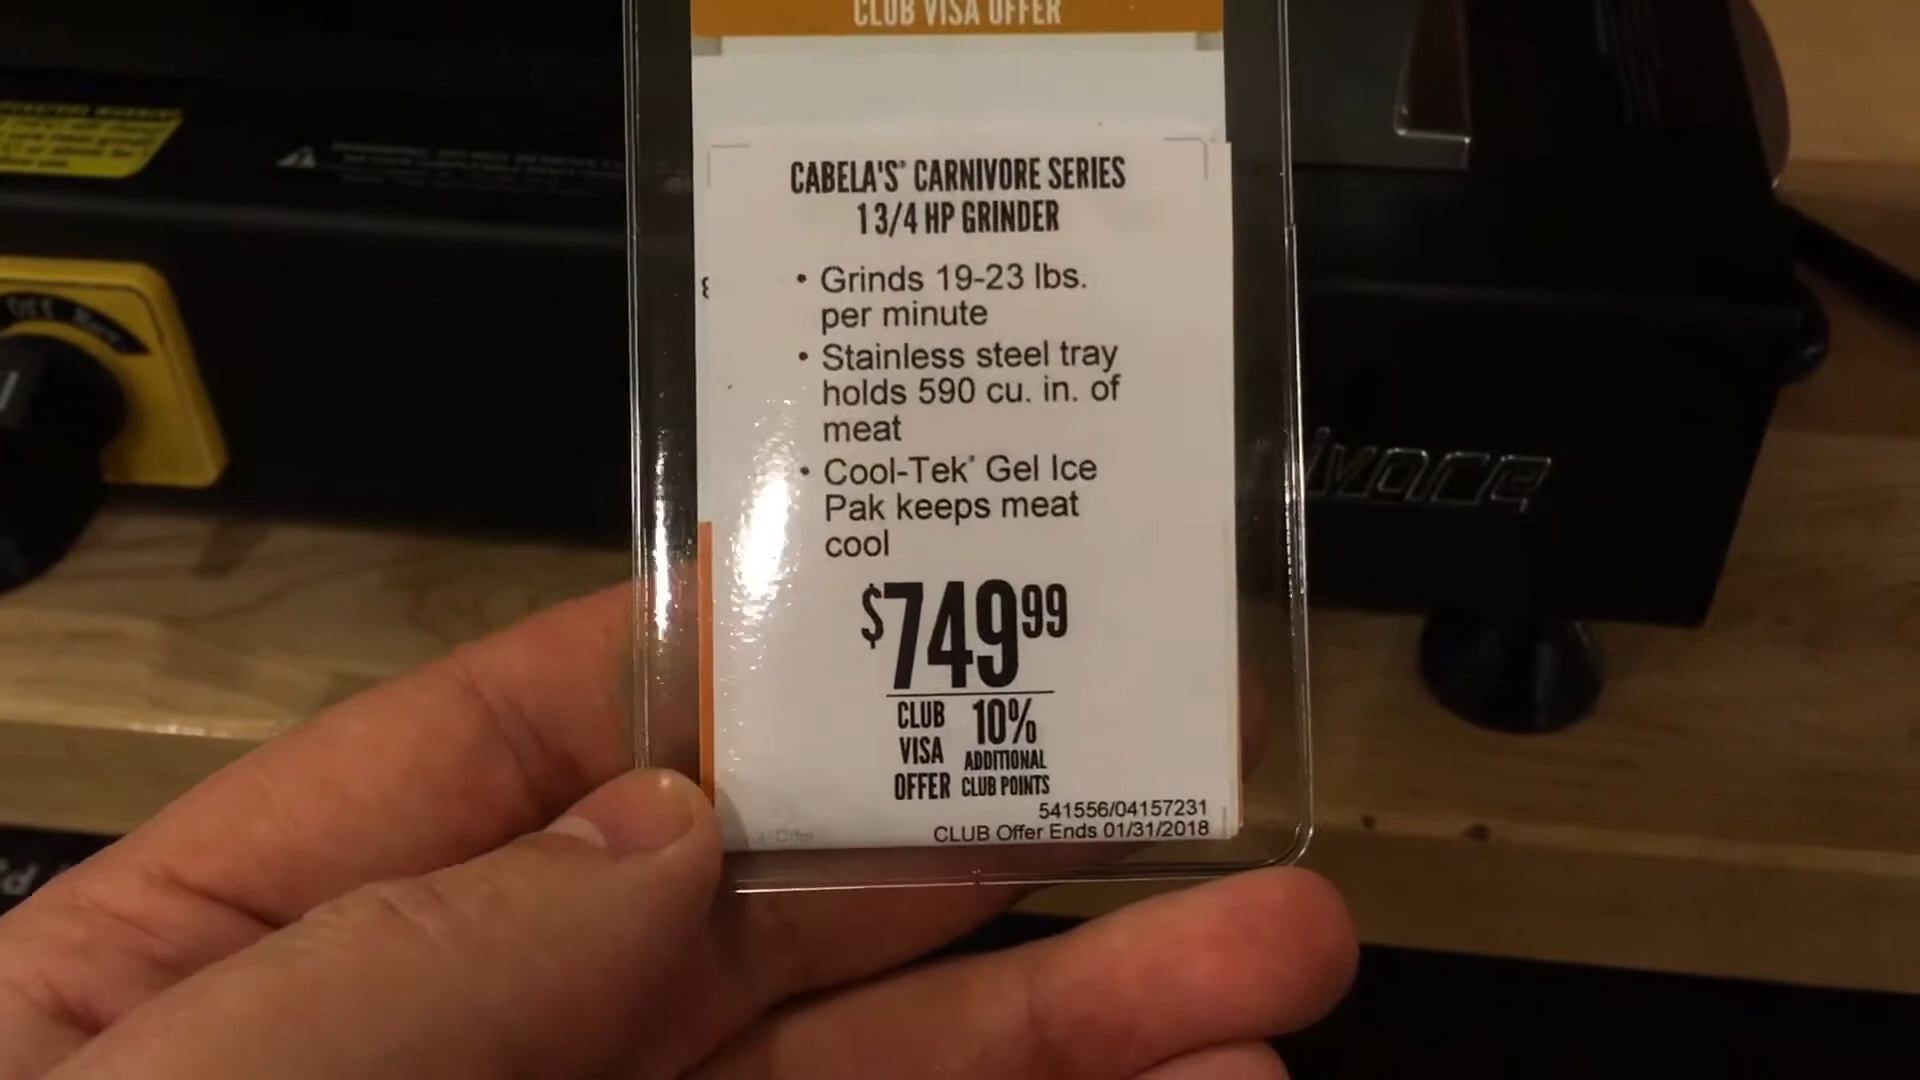 CLUB VISA OFFER
CABELA'S® CARNIVORE SERIES
1 3/4 HP GRINDER
• Grinds 19-23 lbs.
per minute
• Stainless steel tray
holds 590 cu. in. of
meat
• Cool-Tek® Gel Ice
Pak keeps meat
cool
$749 99
CLUB VISA OFFER
10% ADDITIONAL CLUB POINTS
541556/04157231
CLUB Offer Ends 01/31/2018
Off